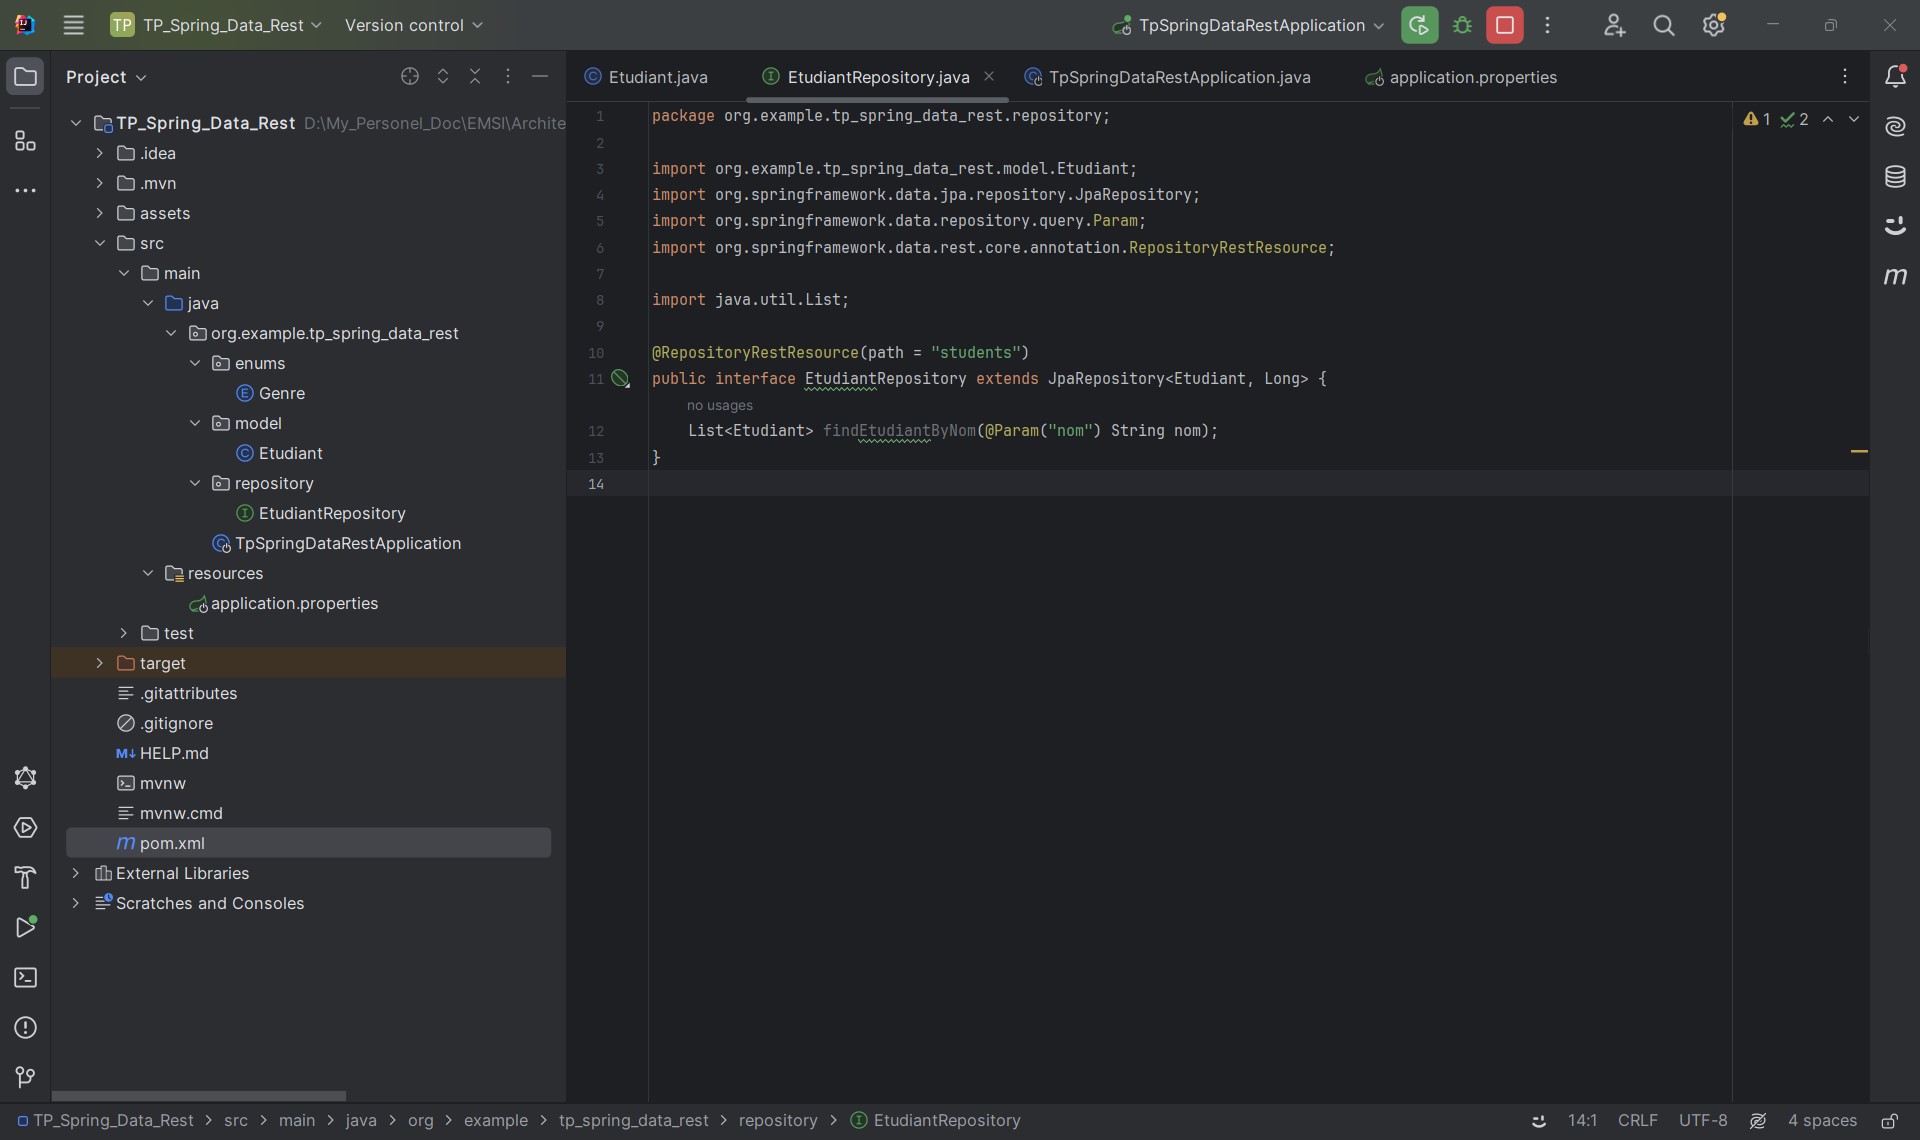 TP TP_Spring_Data_Rest Version control TpSpringDataRestApplication
Project
TP_Spring_Data_Rest D:\My_Personel_Doc\EMSI\Archite
.idea
.mvn
assets
src
main
java
org.example.tp_spring_data_rest
enums
Genre
model
Etudiant
repository
EtudiantRepository
TpSpringDataRestApplication
resources
application.properties
test
target
.gitattributes
.gitignore
HELP.md
mvnw
mvnw.cmd
pom.xml
External Libraries
Scratches and Consoles
Etudiant.java EtudiantRepository.java TpSpringDataRestApplication.java application.properties
1 package org.example.tp_spring_data_rest.repository;
2
3 import org.example.tp_spring_data_rest.model.Etudiant;
4 import org.springframework.data.jpa.repository.JpaRepository;
5 import org.springframework.data.repository.query.Param;
6 import org.springframework.data.rest.core.annotation.RepositoryRestResource;
7
8 import java.util.List;
9
10 @RepositoryRestResource(path = "students")
11 public interface EtudiantRepository extends JpaRepository<Etudiant, Long> {
no usages
12 List<Etudiant> findEtudiantByNom(@Param("nom") String nom);
13 }
14
1 2
TP_Spring_Data_Rest > src > main > java > org > example > tp_spring_data_rest > repository > EtudiantRepository 14:1 CRLF UTF-8 4 spaces